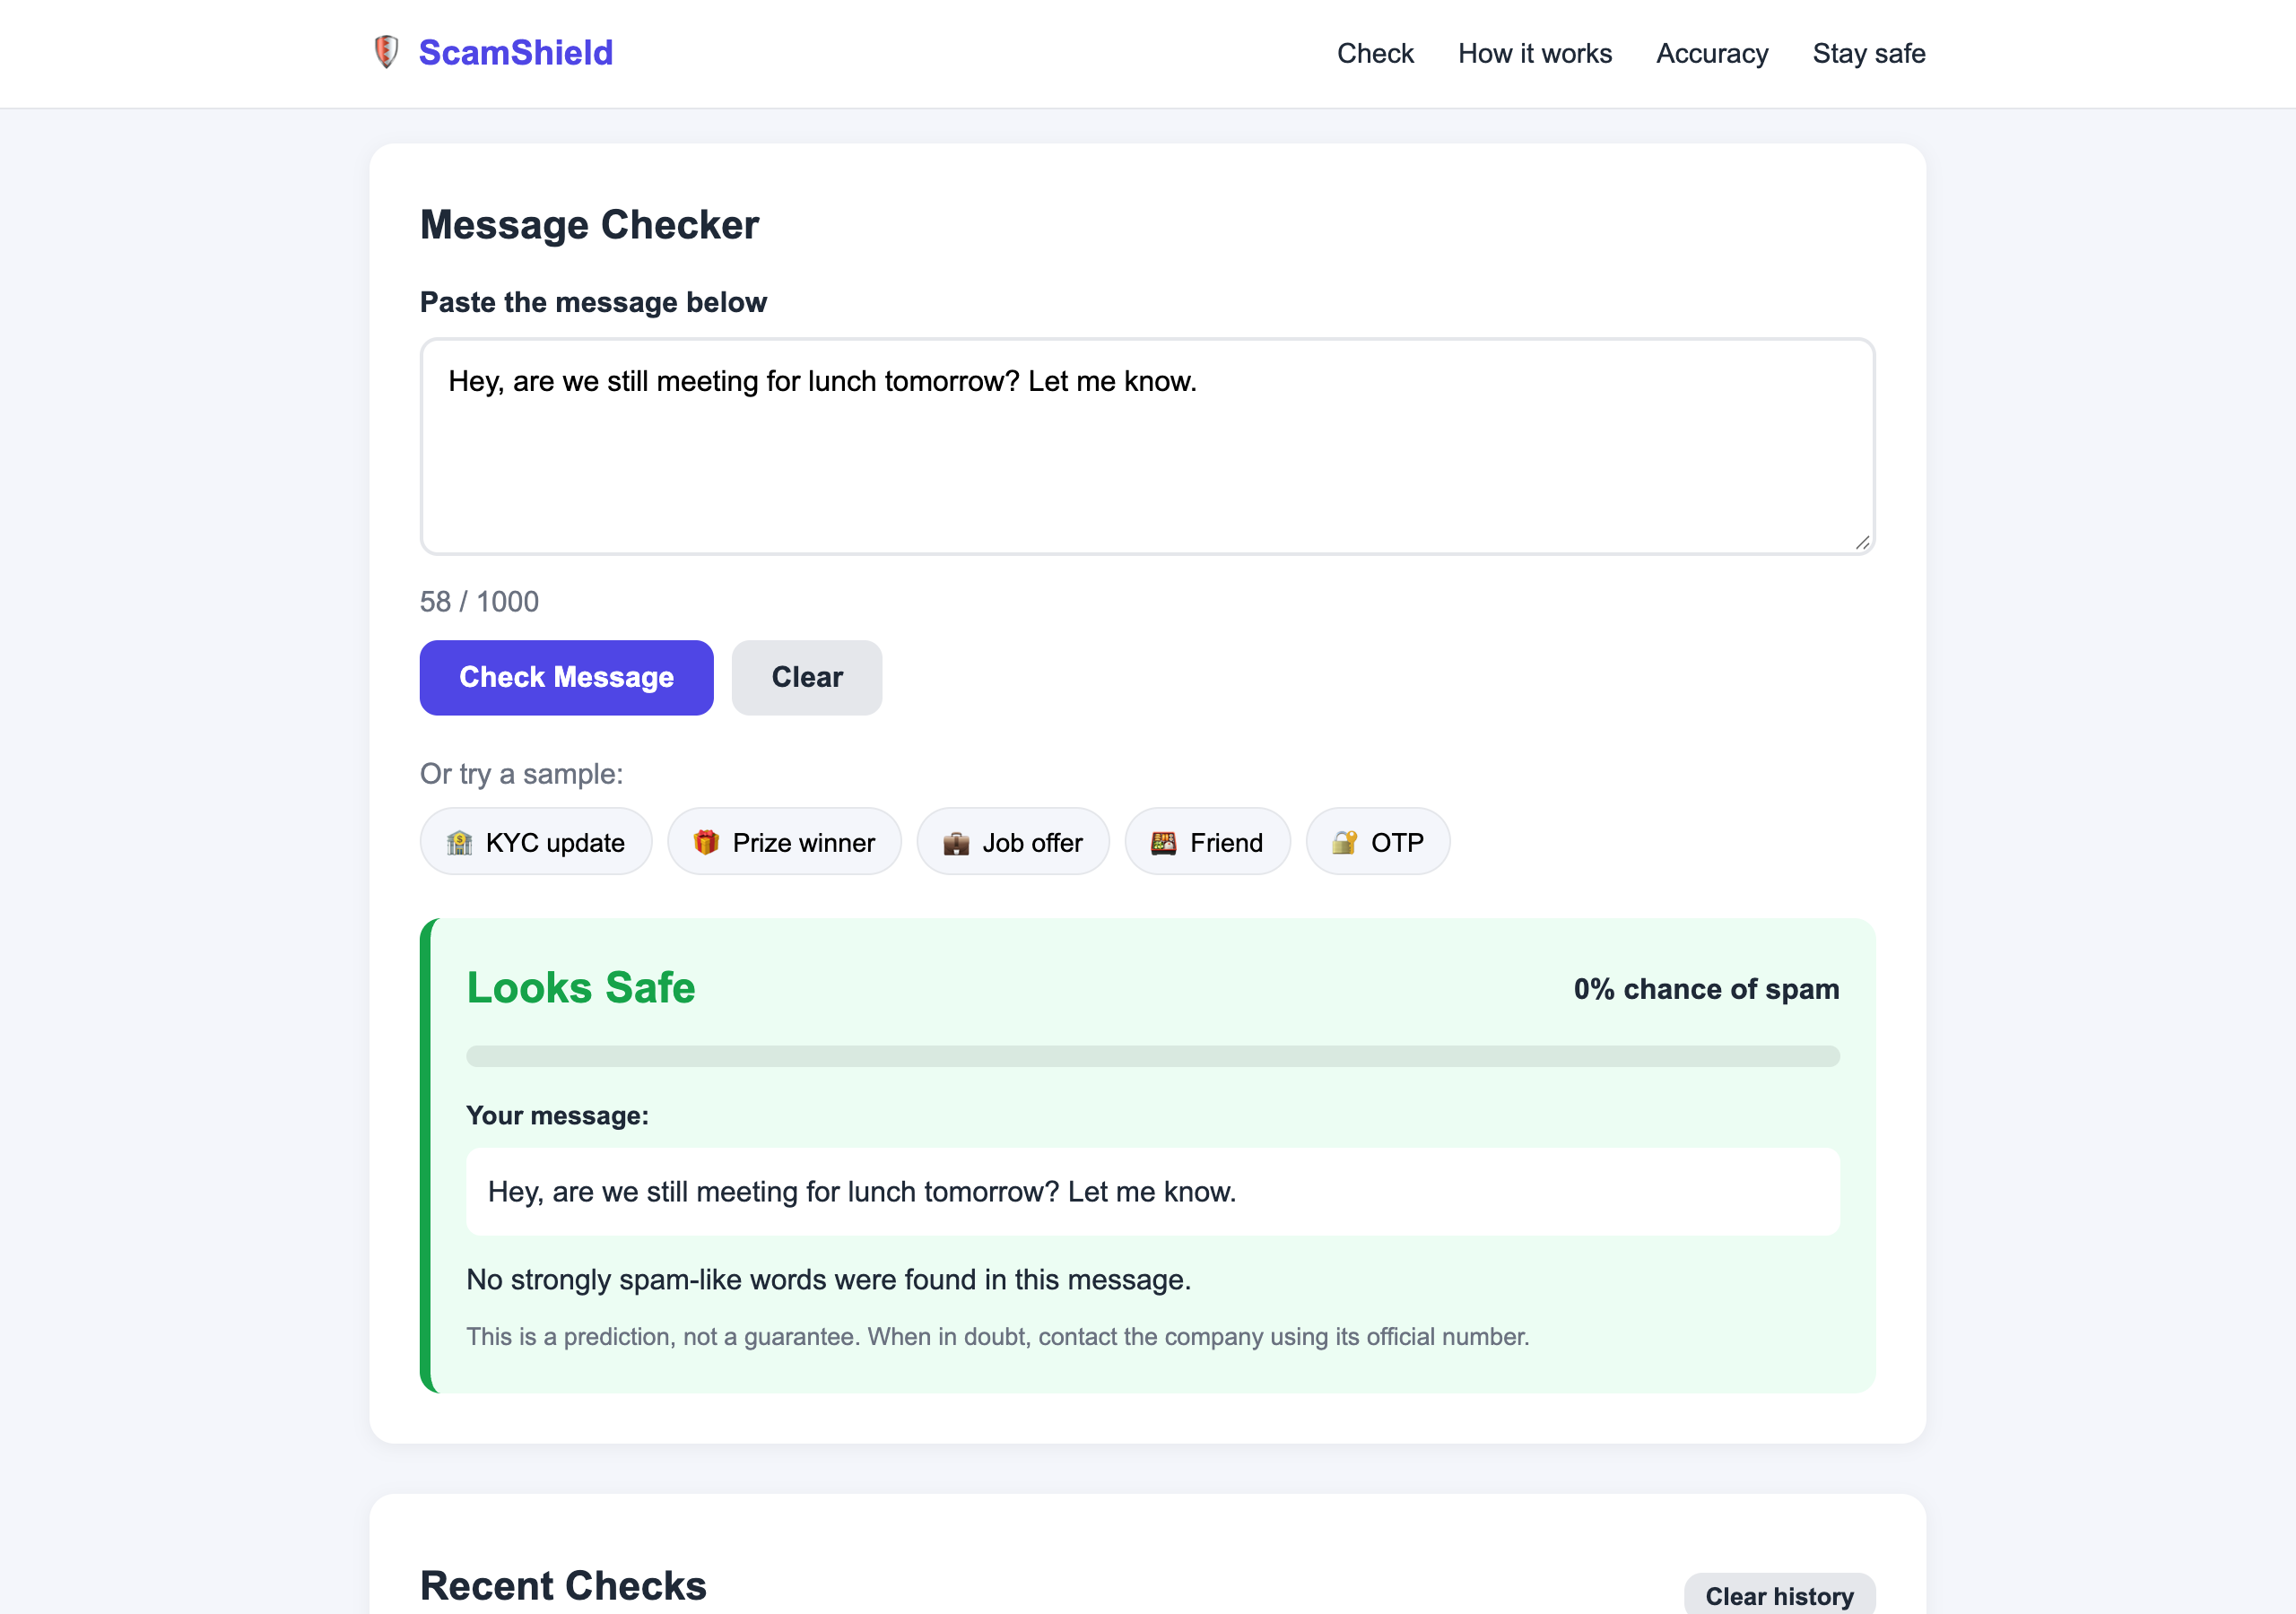 ScamShield
Check How it works Accuracy Stay safe
Message Checker
Paste the message below
Hey, are we still meeting for lunch tomorrow? Let me know.
58 / 1000
Check Message Clear
Or try a sample:
KYC update Prize winner Job offer Friend OTP
Looks Safe
0% chance of spam
Your message:
Hey, are we still meeting for lunch tomorrow? Let me know.
No strongly spam-like words were found in this message.
This is a prediction, not a guarantee. When in doubt, contact the company using its official number.
Recent Checks
Clear history